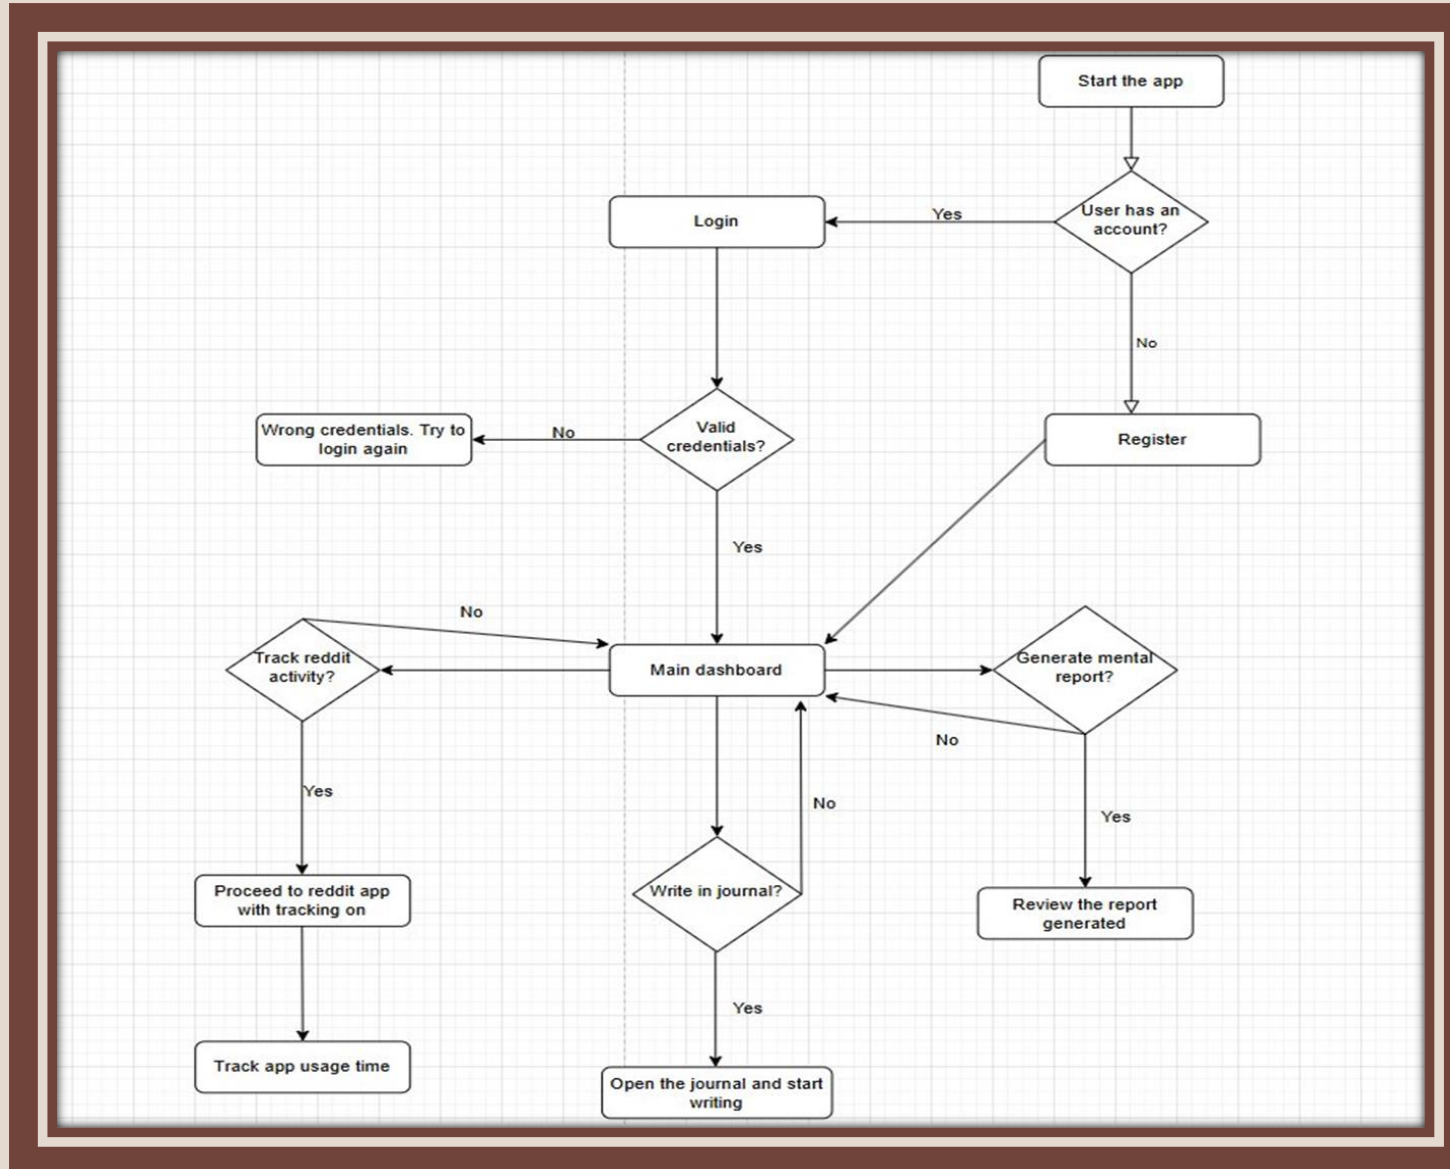 Start the app
User has an
account?
Yes
Login
No
Valid
credentials?
No
Wrong credentials. Try to
login again
Register
Yes
No
Track reddit
activity?
Main dashboard
Generate mental
report?
No
No
Yes
Yes
Proceed to reddit app
with tracking on
Write in journal?
Review the report
generated
Yes
Track app usage time
Open the journal and start
writing